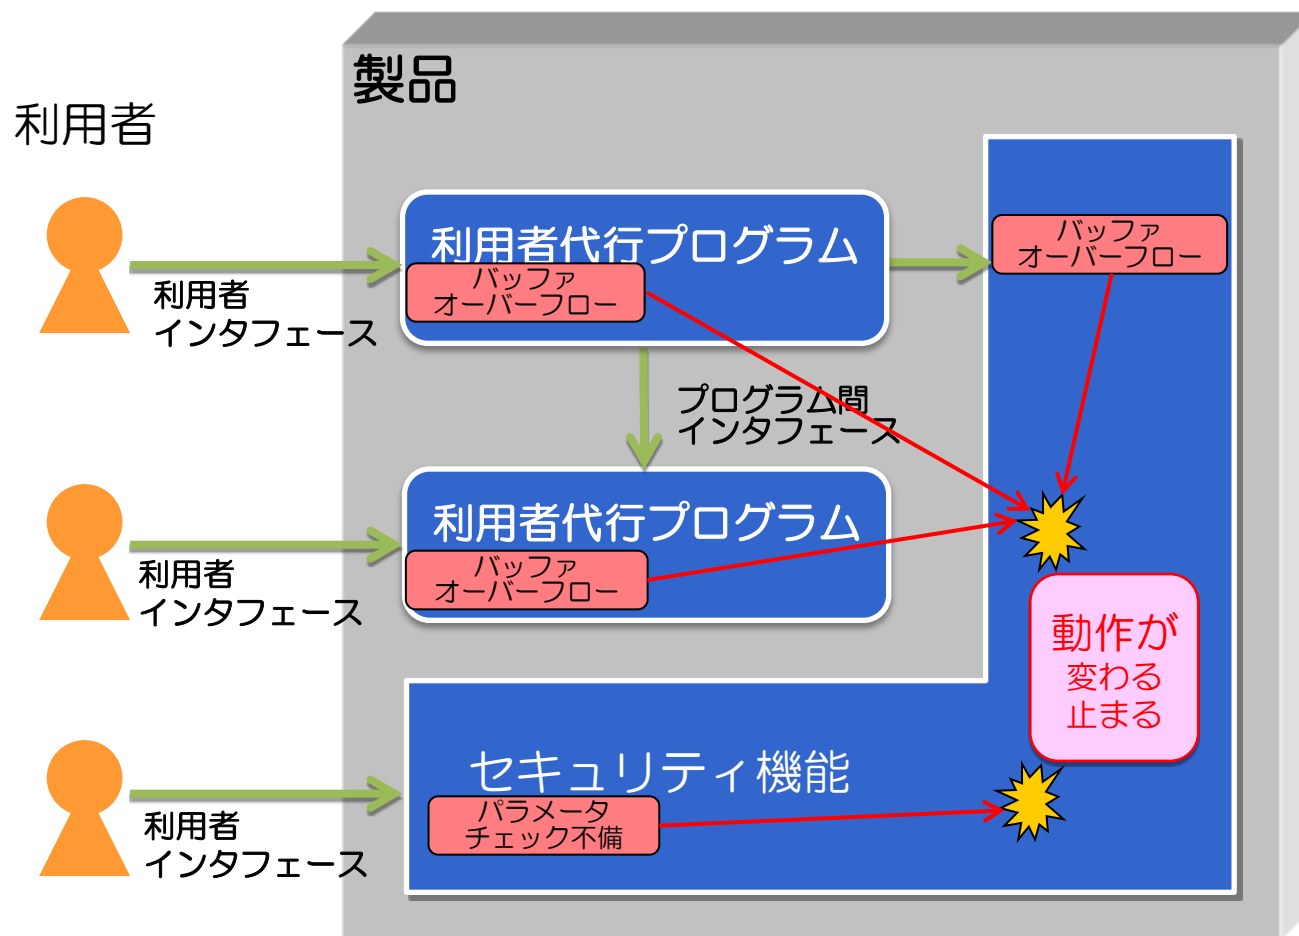 製品
利用者
利用者代行プログラム
バッファ
オーバーフロー
バッファ
オーバーフロー
利用者
インタフェース
プログラム間
インタフェース
利用者代行プログラム
バッファ
オーバーフロー
利用者
インタフェース
動作が
変わる
止まる
セキュリティ機能
パラメータ
チェック不備
利用者
インタフェース